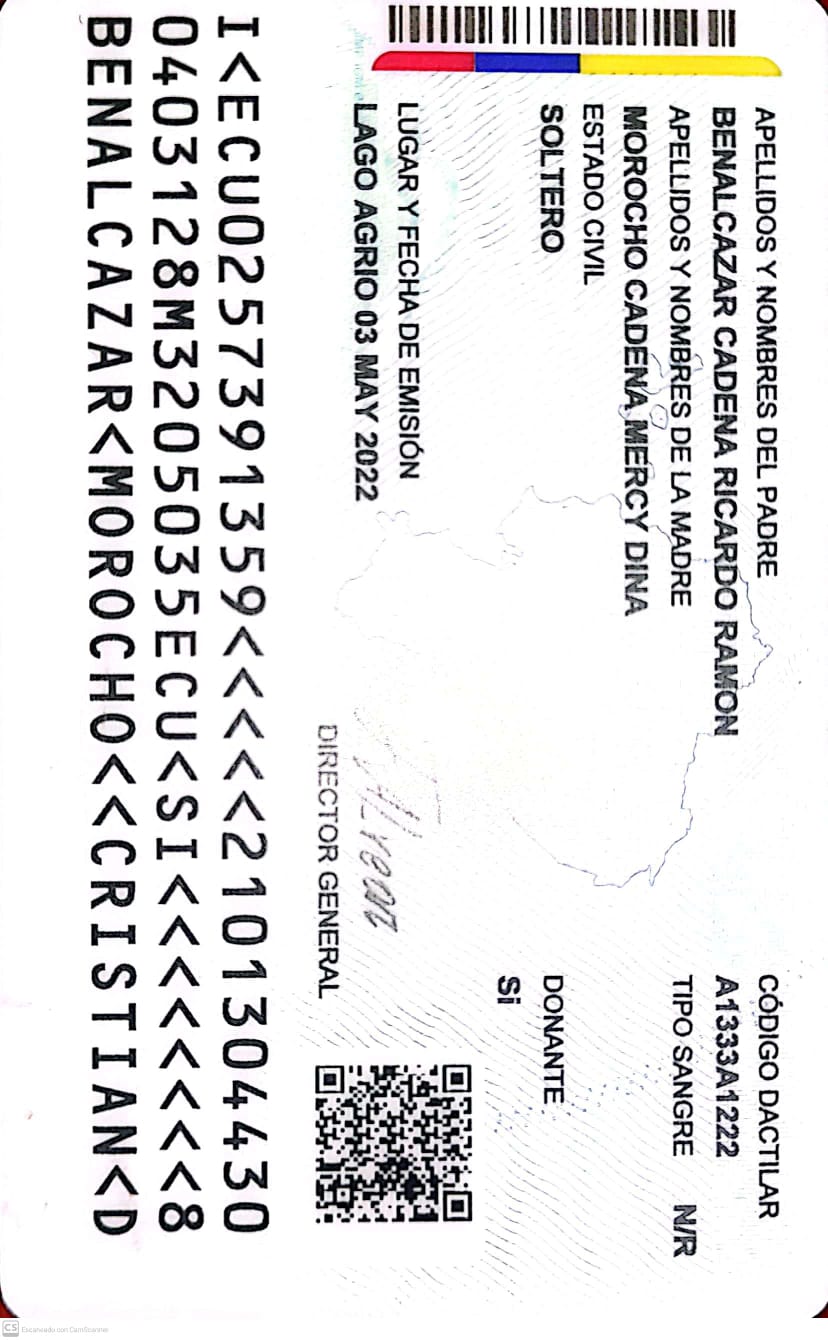 APELLIDOS Y NOMBRES DEL PADRE
BENALCAZAR CADENA RICARDO RAMON
APELLIDOS Y NOMBRES DE LA MADRE
MOROCHO CADENA MERCY DINA
ESTADO CIVIL
SOLTERO
CÓDIGO DACTILAR
A1333A1222
TIPO SANGRE N/R
DONANTE
Si
LUGAR Y FECHA DE EMISIÓN
LAGO AGRIO 03 MAY 2022
DIRECTOR GENERAL
I<ECU0257391359<<<<<2101304430
0403128M3205035ECU<SI<<<<<<<<8
BENALCAZAR<MOROCHO<<CRISTIAN<D
CS Escaneado con CamScanner